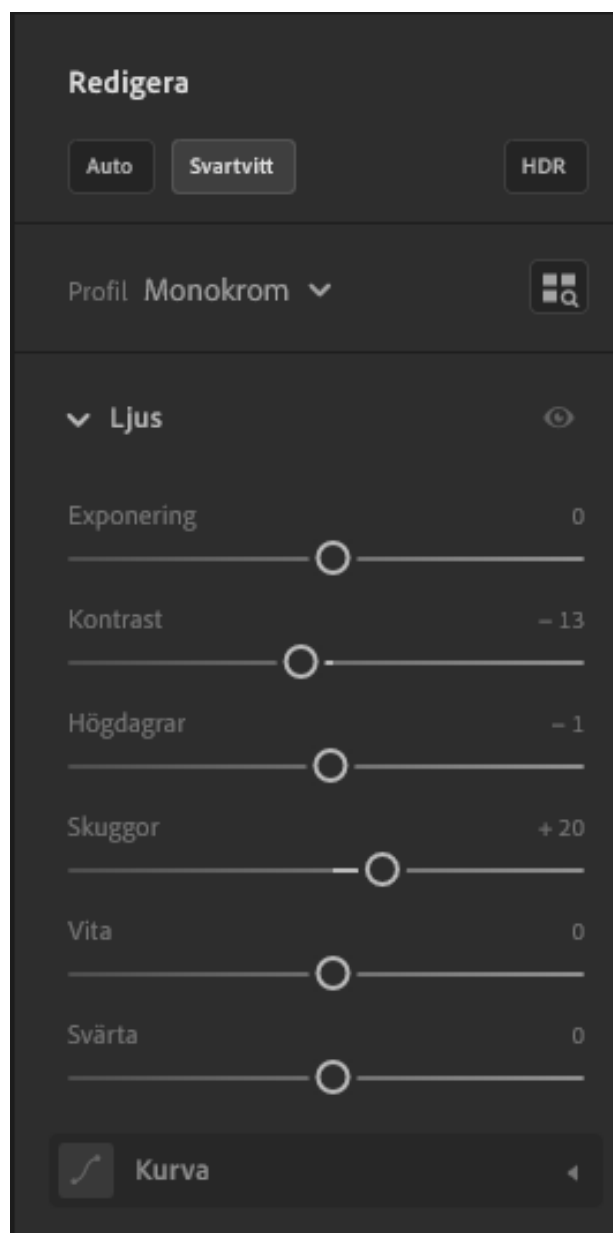 Redigera
Auto Svartvitt HDR
Profil Monokrom
Ljus
Exponering 0
Kontrast – 13
Högdagrar – 1
Skuggor + 20
Vita 0
Svärta 0
Kurva